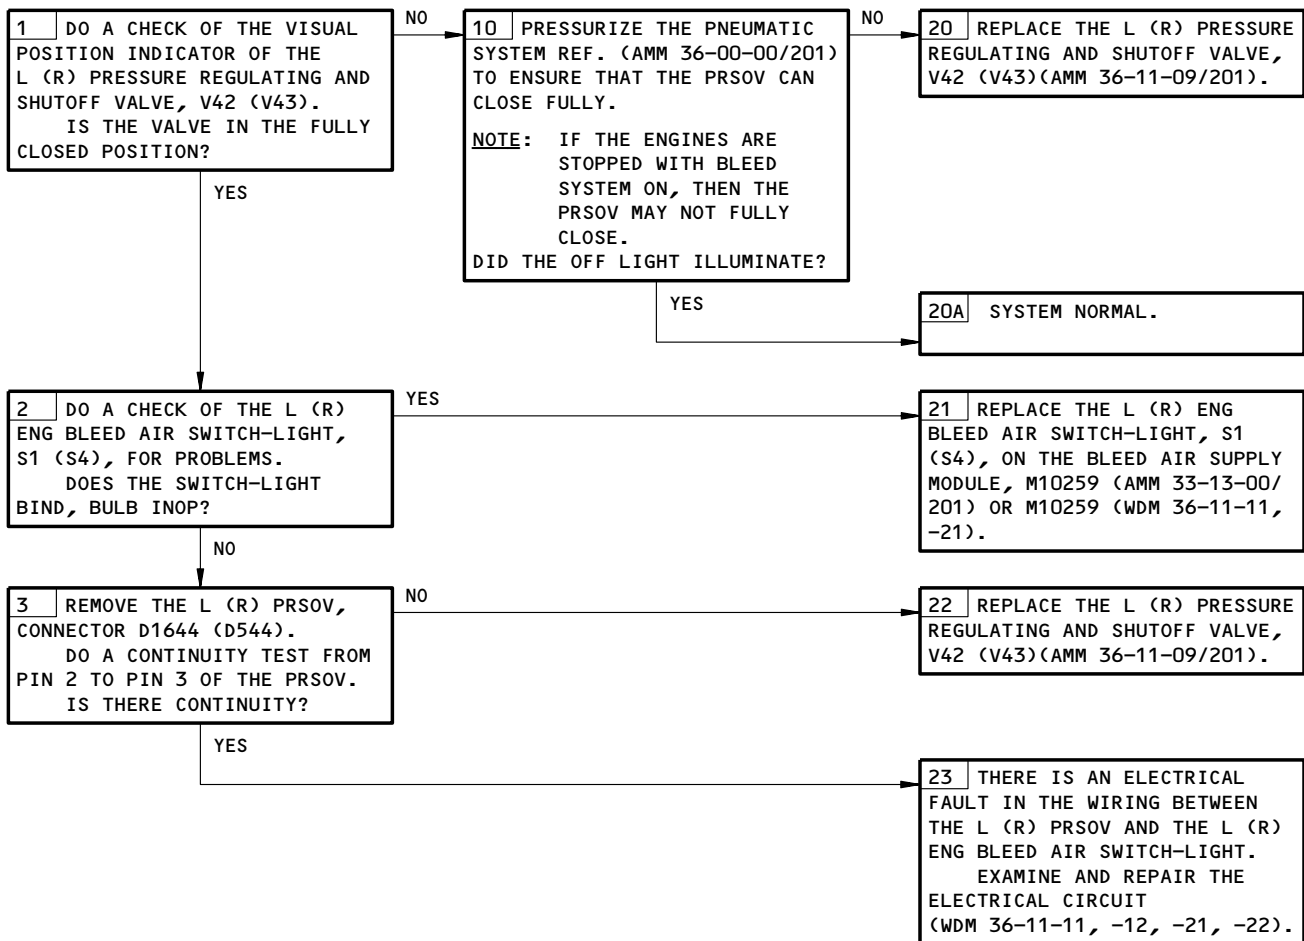 1 DO A CHECK OF THE VISUAL
POSITION INDICATOR OF THE
L (R) PRESSURE REGULATING AND
SHUTOFF VALVE, V42 (V43).
IS THE VALVE IN THE FULLY
CLOSED POSITION?
NO
YES
10 PRESSURIZE THE PNEUMATIC
SYSTEM REF. (AMM 36-00-00/201)
TO ENSURE THAT THE PRSOV CAN
CLOSE FULLY.
NOTE: IF THE ENGINES ARE
STOPPED WITH BLEED
SYSTEM ON, THEN THE
PRSOV MAY NOT FULLY
CLOSE.
DID THE OFF LIGHT ILLUMINATE?
NO
YES
20 REPLACE THE L (R) PRESSURE
REGULATING AND SHUTOFF VALVE,
V42 (V43)(AMM 36-11-09/201).
20A SYSTEM NORMAL.
2 DO A CHECK OF THE L (R)
ENG BLEED AIR SWITCH-LIGHT,
S1 (S4), FOR PROBLEMS.
DOES THE SWITCH-LIGHT
BIND, BULB INOP?
YES
NO
21 REPLACE THE L (R) ENG
BLEED AIR SWITCH-LIGHT, S1
(S4), ON THE BLEED AIR SUPPLY
MODULE, M10259 (AMM 33-13-00/
201) OR M10259 (WDM 36-11-11,
-21).
3 REMOVE THE L (R) PRSOV,
CONNECTOR D1644 (D544).
DO A CONTINUITY TEST FROM
PIN 2 TO PIN 3 OF THE PRSOV.
IS THERE CONTINUITY?
NO
YES
22 REPLACE THE L (R) PRESSURE
REGULATING AND SHUTOFF VALVE,
V42 (V43)(AMM 36-11-09/201).
23 THERE IS AN ELECTRICAL
FAULT IN THE WIRING BETWEEN
THE L (R) PRSOV AND THE L (R)
ENG BLEED AIR SWITCH-LIGHT.
EXAMINE AND REPAIR THE
ELECTRICAL CIRCUIT
(WDM 36-11-11, -12, -21, -22).